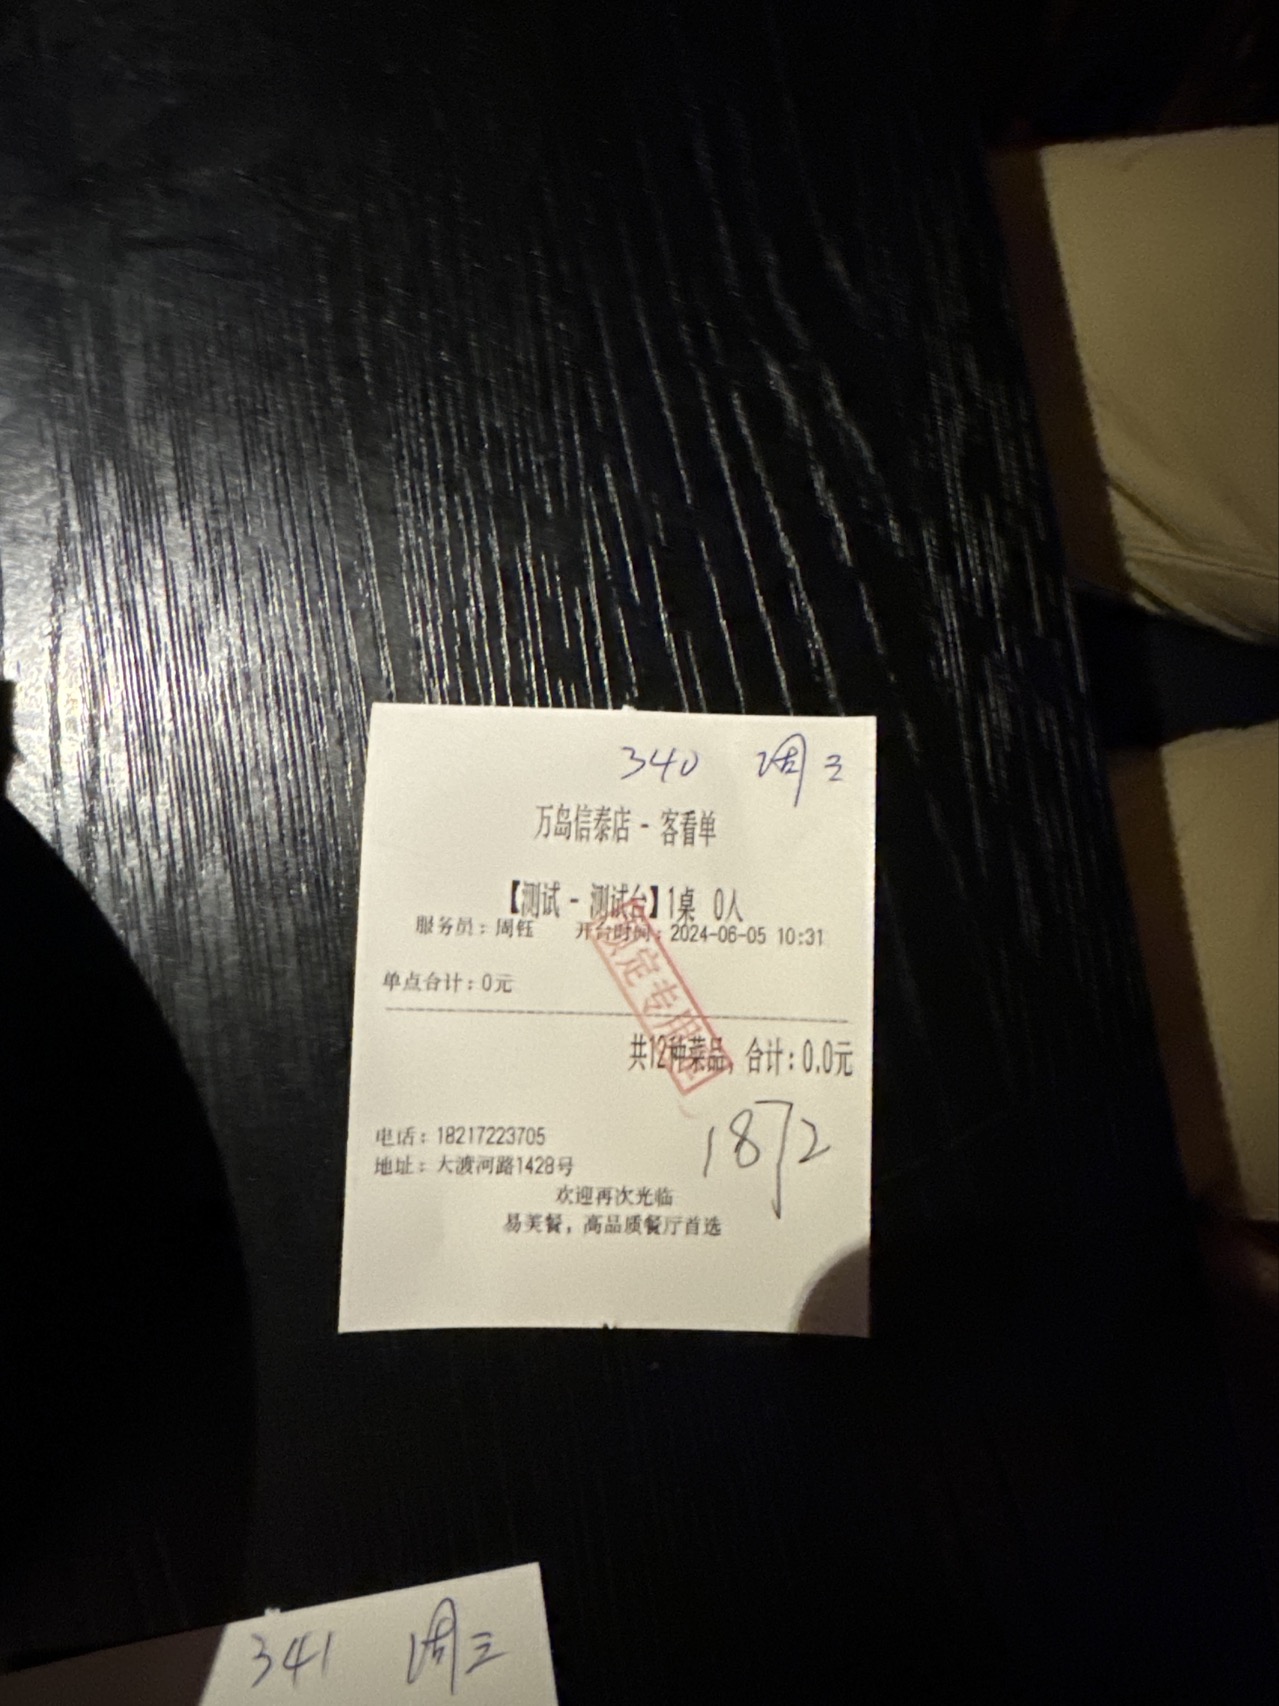 340 周三
万岛信泰店 - 客看单
【测试 - 测试台】1桌 0人
服务员：周钰 开台时间：2024-06-05 10:31
定专用
单点合计：0元
共12种菜品，合计：0.0元
1872
电话：18217223705
地址：大渡河路1428号
欢迎再次光临
易美餐，高品质餐厅首选
341 周三